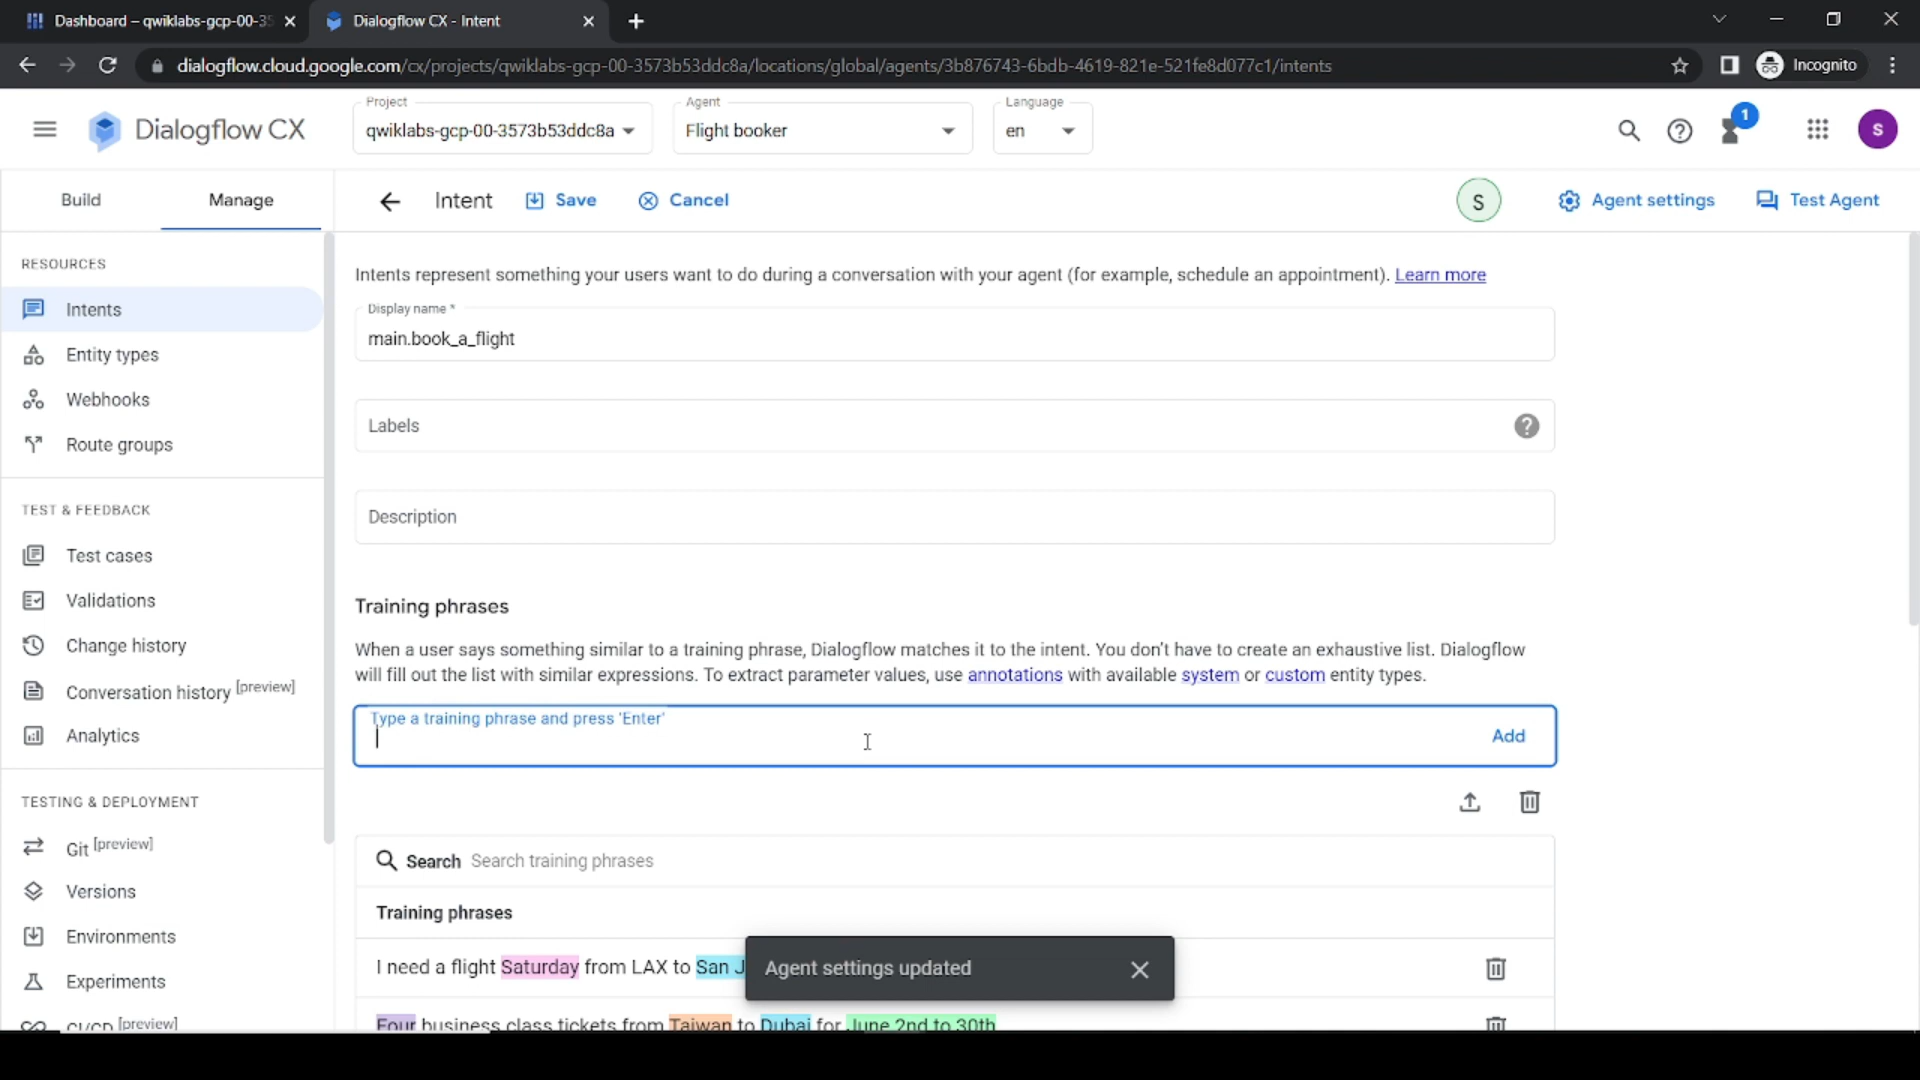 Dashboard – qwiklabs-gcp-00-35
Dialogflow CX - Intent
dialogflow.cloud.google.com/cx/projects/qwiklabs-gcp-00-3573b53ddc8a/locations/global/agents/3b876743-6bdb-4619-821e-521fe8d077c1/intents
Incognito
Dialogflow CX
Project
qwiklabs-gcp-00-3573b53ddc8a
Agent
Flight booker
Language
en
1
S
Build
Manage
Intent
Save
Cancel
S
Agent settings
Test Agent
RESOURCES
Intents
Entity types
Webhooks
Route groups
TEST & FEEDBACK
Test cases
Validations
Change history
Conversation history [preview]
Analytics
TESTING & DEPLOYMENT
Git [preview]
Versions
Environments
Experiments
CI/CD [preview]
Intents represent something your users want to do during a conversation with your agent (for example, schedule an appointment). Learn more
Display name *
main.book_a_flight
Labels
Description
Training phrases
When a user says something similar to a training phrase, Dialogflow matches it to the intent. You don't have to create an exhaustive list. Dialogflow
will fill out the list with similar expressions. To extract parameter values, use annotations with available system or custom entity types.
Type a training phrase and press 'Enter'
Add
Search Search training phrases
Training phrases
I need a flight Saturday from LAX to San J
Four business class tickets from Taiwan to Dubai for June 2nd to 30th
Agent settings updated